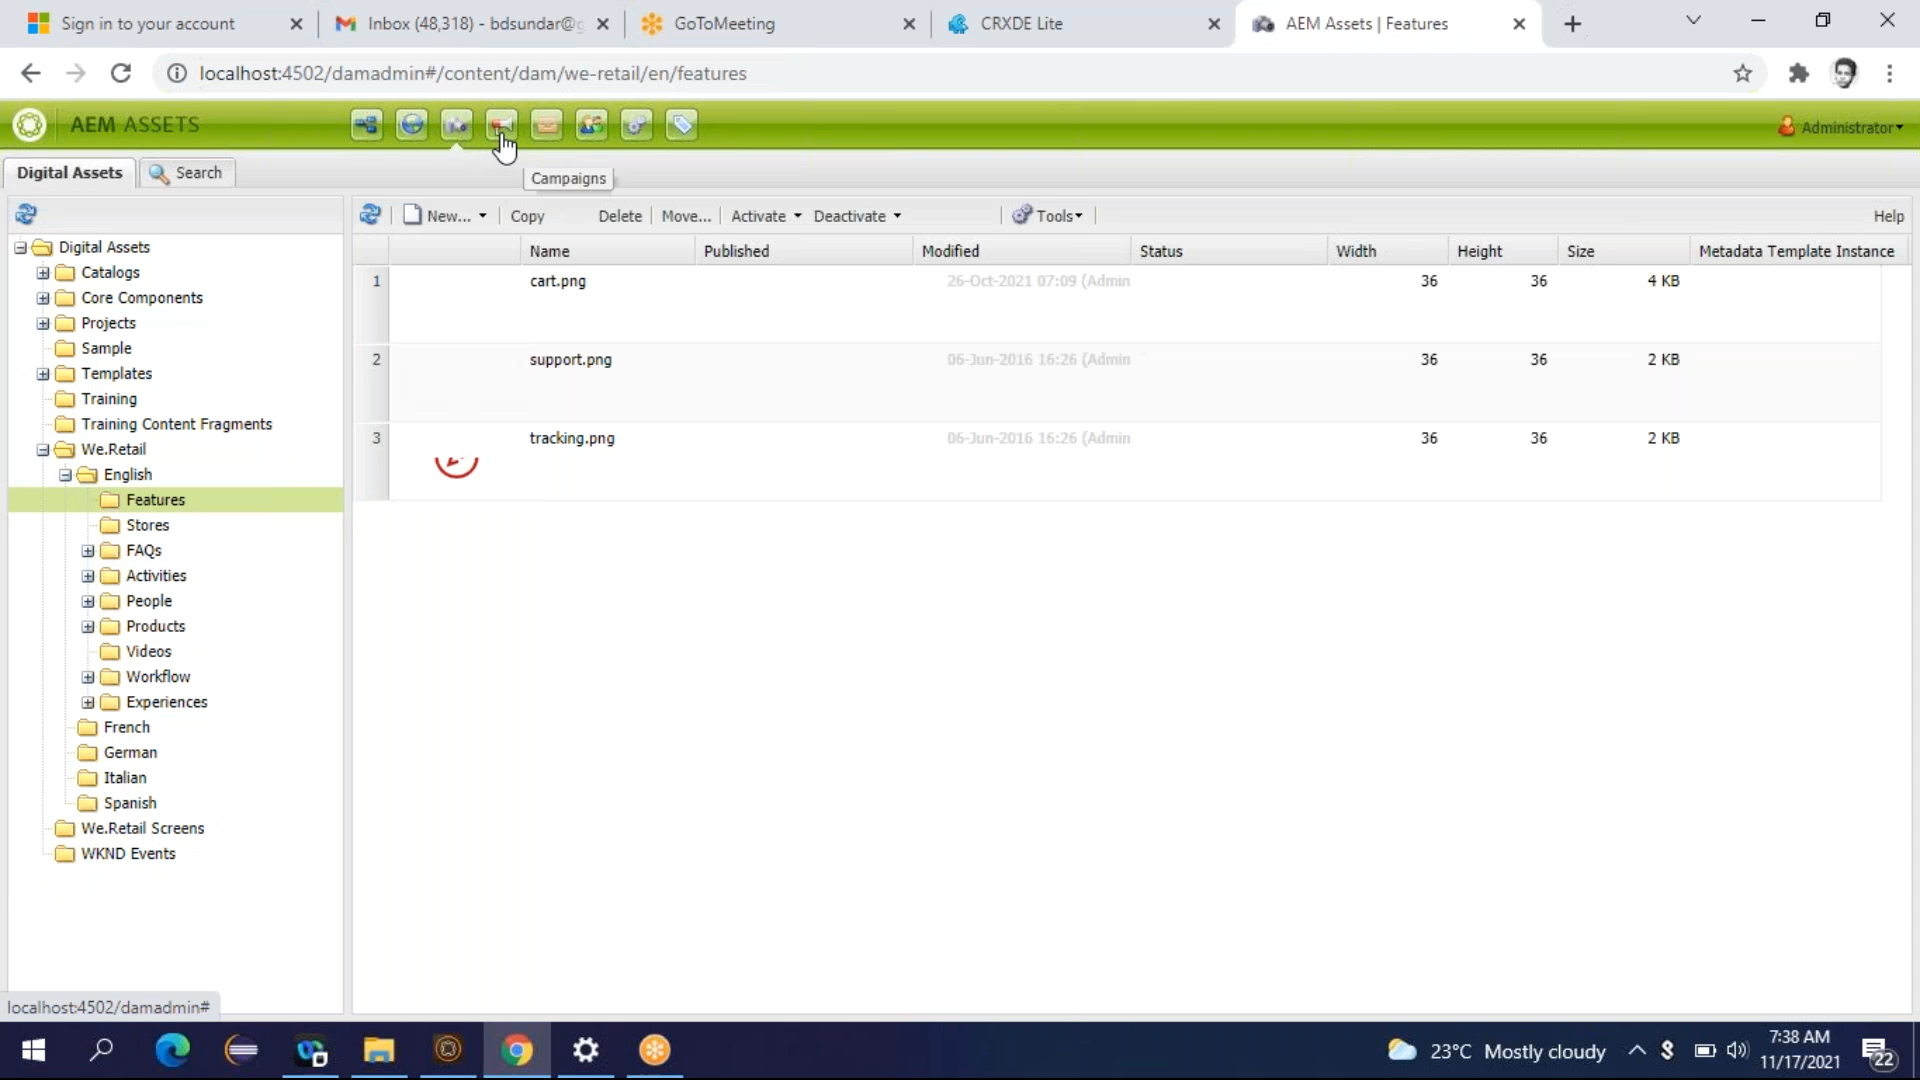 Sign in to your account
Inbox (48,318) - bdsundar@g
GoToMeeting
CRXDE Lite
AEM Assets | Features
localhost:4502/damadmin#/content/dam/we-retail/en/features
AEM ASSETS
Administrator
Digital Assets
Search
Campaigns
New...
Copy
Delete
Move...
Activate
Deactivate
Tools
Help
Name
Published
Modified
Status
Width
Height
Size
Metadata Template Instance
1
cart.png
26-Oct-2021 07:09 (Admin
36
36
4 KB
2
support.png
06-Jun-2016 16:26 (Admin
36
36
2 KB
3
tracking.png
06-Jun-2016 16:26 (Admin
36
36
2 KB
Digital Assets
Catalogs
Core Components
Projects
Sample
Templates
Training
Training Content Fragments
We.Retail
English
Features
Stores
FAQs
Activities
People
Products
Videos
Workflow
Experiences
French
German
Italian
Spanish
We.Retail Screens
WKND Events
localhost:4502/damadmin#
23°C Mostly cloudy
7:38 AM
11/17/2021
22